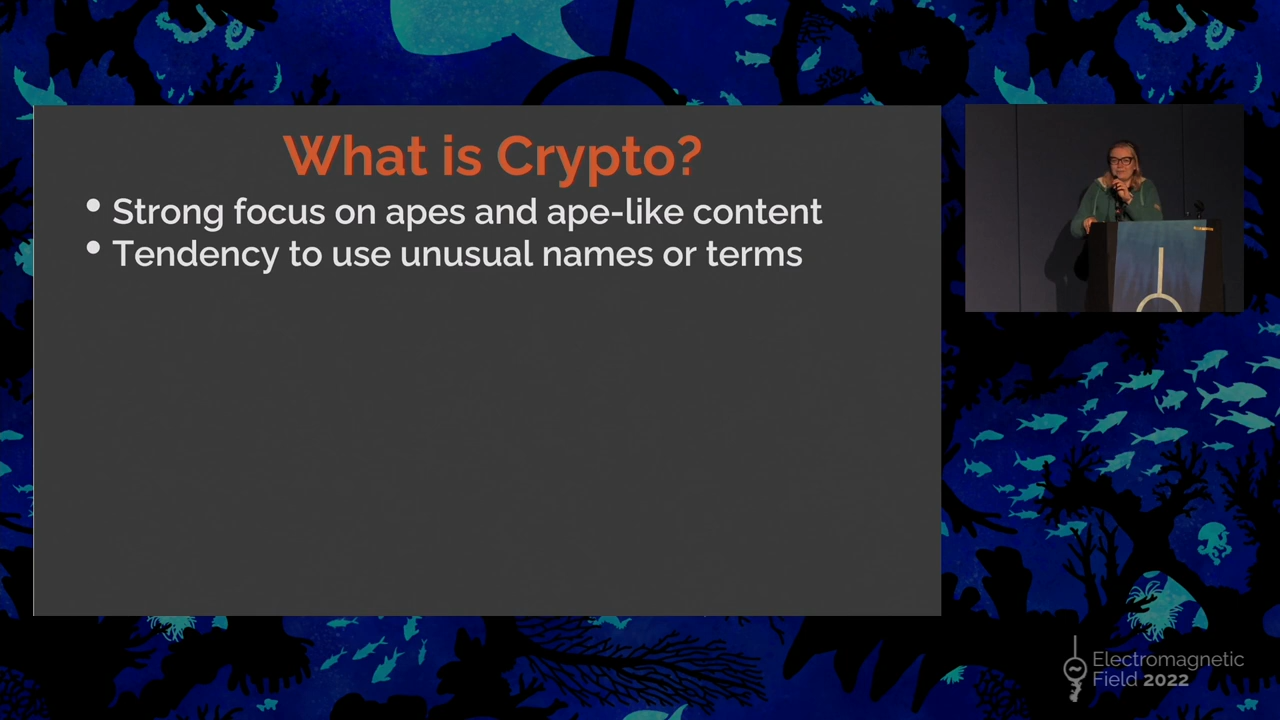 What is Crypto?
• Strong focus on apes and ape-like content
• Tendency to use unusual names or terms
Electromagnetic
Field 2022